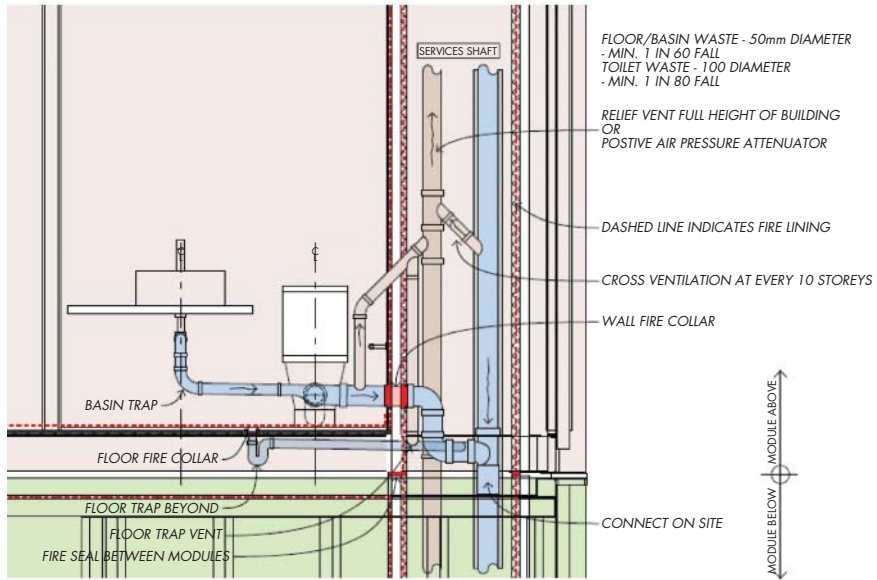 SERVICES SHAFT
FLOOR/BASIN WASTE - 50mm DIAMETER
- MIN. 1 IN 60 FALL
TOILET WASTE - 100 DIAMETER
- MIN. 1 IN 80 FALL
RELIEF VENT FULL HEIGHT OF BUILDING
OR
POSTIVE AIR PRESSURE ATTENUATOR
DASHED LINE INDICATES FIRE LINING
CROSS VENTILATION AT EVERY 10 STOREYS
WALL FIRE COLLAR
℄
℄
BASIN TRAP
FLOOR FIRE COLLAR
FLOOR TRAP BEYOND
FLOOR TRAP VENT
FIRE SEAL BETWEEN MODULES
CONNECT ON SITE
MODULE ABOVE
MODULE BELOW